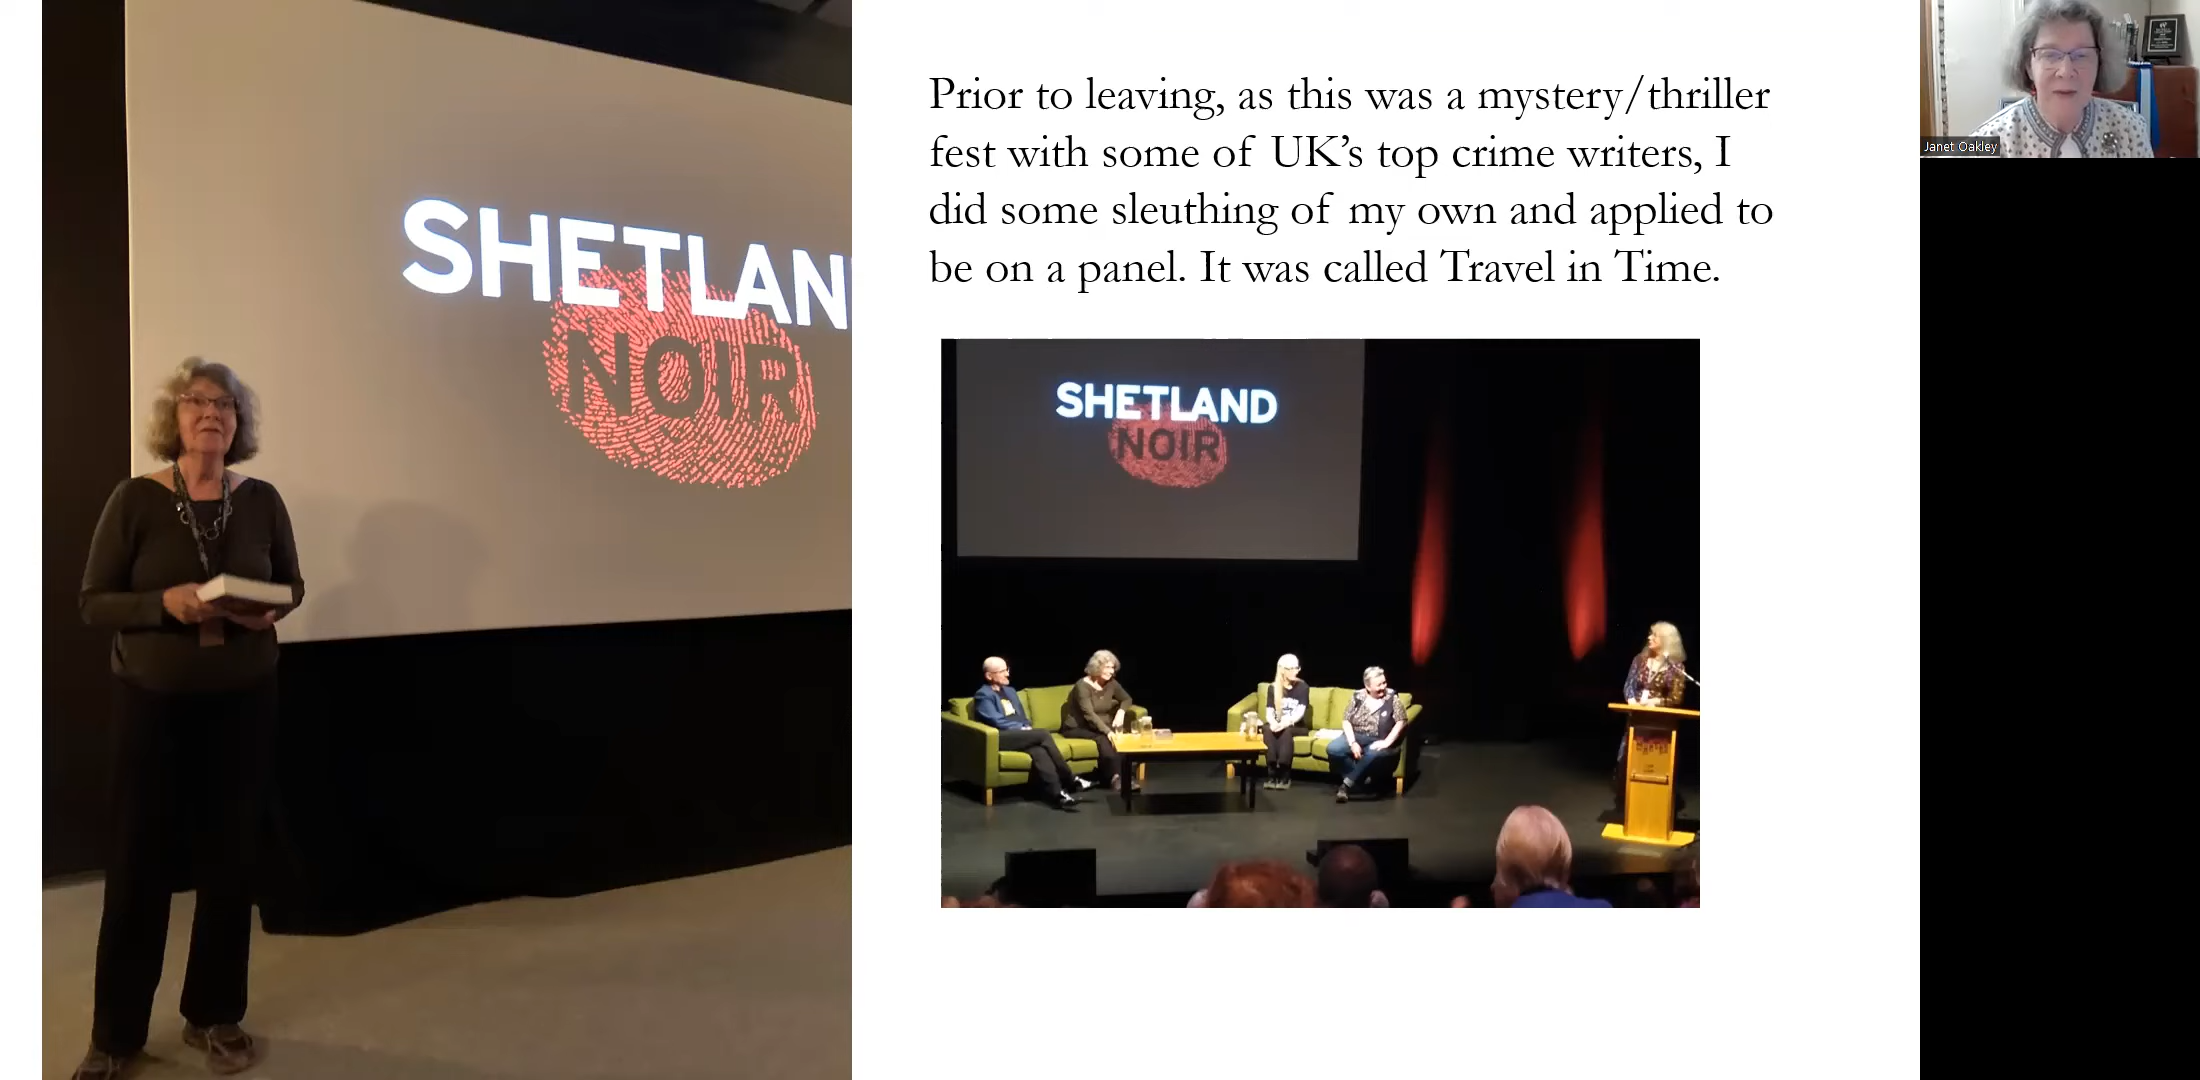 SHETLAN
NOIR
Prior to leaving, as this was a mystery/thriller
fest with some of UK's top crime writers, I
did some sleuthing of my own and applied to
be on a panel. It was called Travel in Time.
SHETLAND
NOIR
Janet Oakley